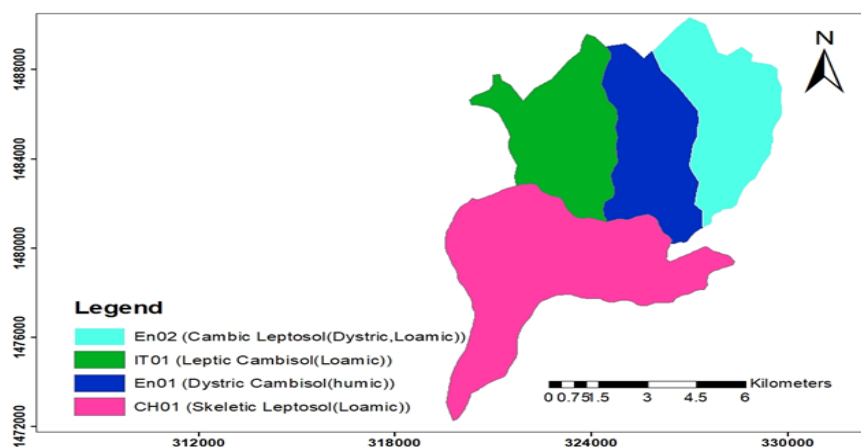 N
1488000
1484000
1480000
1476000
1472000
Legend
En02 (Cambic Leptosol(Dystric,Loamic))
IT01 (Leptic Cambisol(Loamic))
En01 (Dystric Cambisol(humic))
CH01 (Skeletic Leptosol(Loamic))
Kilometers
0 0.75 1.5 3 4.5 6
312000 318000 324000 330000